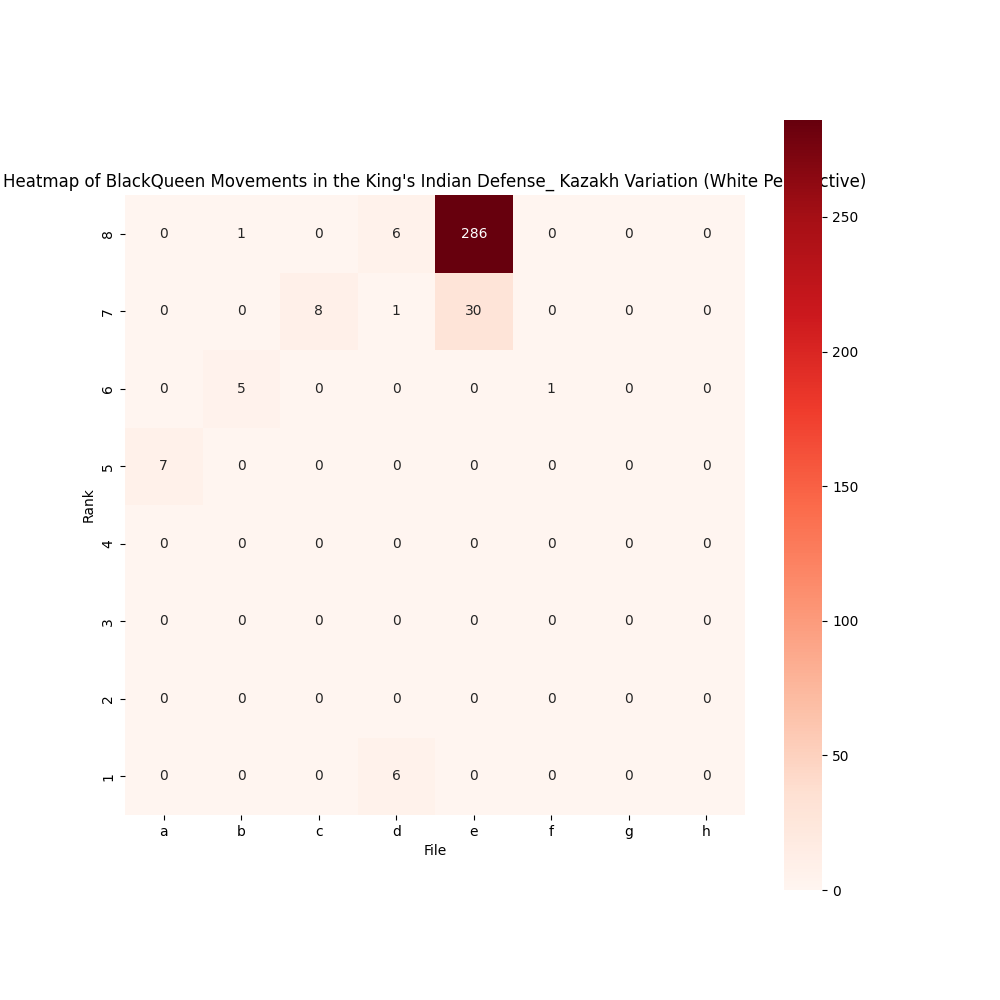 Heatmap of BlackQueen Movements in the King's Indian Defense_ Kazakh Variation (White Pe ctive)
8 0 1 0 6 286 0 0 0
7 0 0 8 1 30 0 0 0
6 0 5 0 0 0 1 0 0
5 7 0 0 0 0 0 0 0
4 0 0 0 0 0 0 0 0
3 0 0 0 0 0 0 0 0
2 0 0 0 0 0 0 0 0
1 0 0 0 6 0 0 0 0
a b c d e f g h
File
Rank
250
200
150
100
50
0